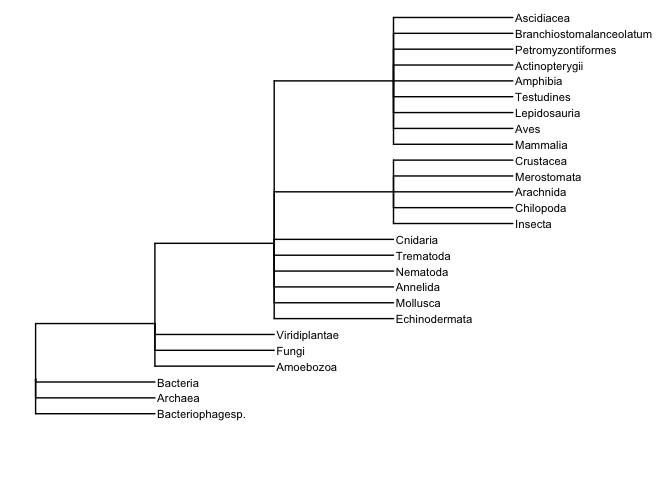 Ascidiacea
Branchiostomalanceolatum
Petromyzontiformes
Actinopterygii
Amphibia
Testudines
Lepidosauria
Aves
Mammalia
Crustacea
Merostomata
Arachnida
Chilopoda
Insecta
Cnidaria
Trematoda
Nematoda
Annelida
Mollusca
Echinodermata
Viridiplantae
Fungi
Amoebozoa
Bacteria
Archaea
Bacteriophagesp.